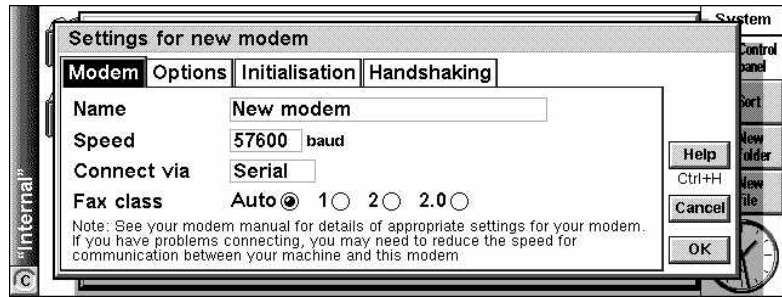 System
Settings for new modem
Control
panel
Modem Options Initialisation Handshaking
Name New modem
Speed 57600 baud
Connect via Serial
Fax class Auto 1 2 2.0
Note: See your modem manual for details of appropriate settings for your modem.
If you have problems connecting, you may need to reduce the speed for
communication between your machine and this modem
Help
Ctrl+H
Cancel
OK
Sort
New
folder
New
file
"Internal"
C